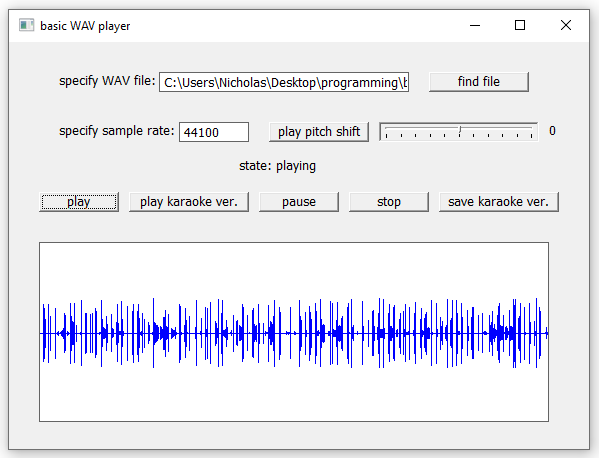 basic WAV player
specify WAV file: C:\Users\Nicholas\Desktop\programming\ find file
specify sample rate: 44100 play pitch shift 0
state: playing
play play karaoke ver. pause stop save karaoke ver.